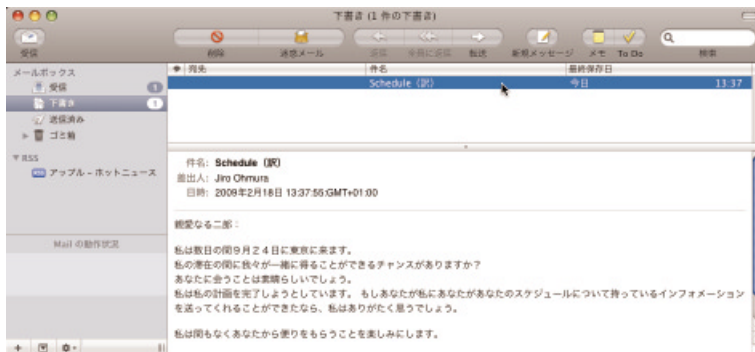 下書き (1 件の下書き)
受信 削除 迷惑メール 返信 全員に返信 転送 新規メッセージ メモ To Do 検索
メールボックス
受信 1
下書き 1
送信済み
ゴミ箱
RSS
アップル - ホットニュース
Mail の動作状況
宛先 件名 最終保存日
Schedule (訳) 今日 13:37
件名: Schedule (訳)
差出人: Jiro Ohmura
日時: 2009年2月18日 13:37:55:GMT+01:00
親愛なる二郎：
私は数日の間９月２４日に東京に来ます。
私の滞在の間に我々が一緒に得ることができるチャンスがありますか？
あなたに会うことは素晴らしいでしょう。
私は私の計画を完了しようとしています。 もしあなたが私にあなたがあなたのスケジュールについて持っているインフォメーション
を送ってくれることができたなら、私はありがたく思うでしょう。
私は間もなくあなたから便りをもらうことを楽しみにします。